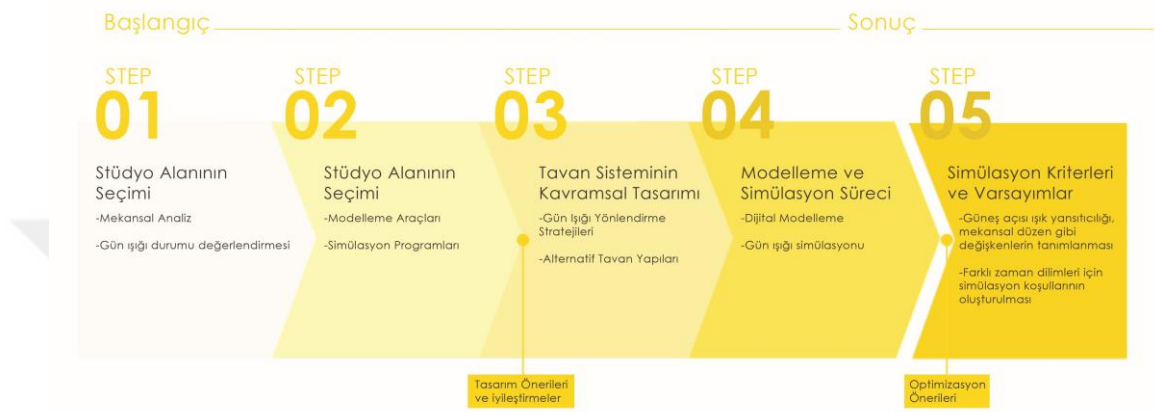 Başlangıç
Sonuç
STEP
01
Stüdyo Alanının
Seçimi
-Mekansal Analiz
-Gün ışığı durumu değerlendirmesi
STEP
02
Stüdyo Alanının
Seçimi
-Modelleme Araçları
-Simülasyon Programları
STEP
03
Tavan Sisteminin
Kavramsal Tasarımı
-Gün Işığı Yönlendirme
Stratejileri
-Alternatif Tavan Yapıları
STEP
04
Modelleme ve
Simülasyon Süreci
-Dijital Modelleme
-Gün ışığı simülasyonu
STEP
05
Simülasyon Kriterleri
ve Varsayımlar
-Güneş açısı ışık yansıtıcılığı,
mekansal düzen gibi
değişkenlerin tanımlanması
-Farklı zaman dilimleri için
simülasyon koşullarının
oluşturulması
Tasarım Önerileri
ve iyileştirmeler
Optimizasyon
Önerileri